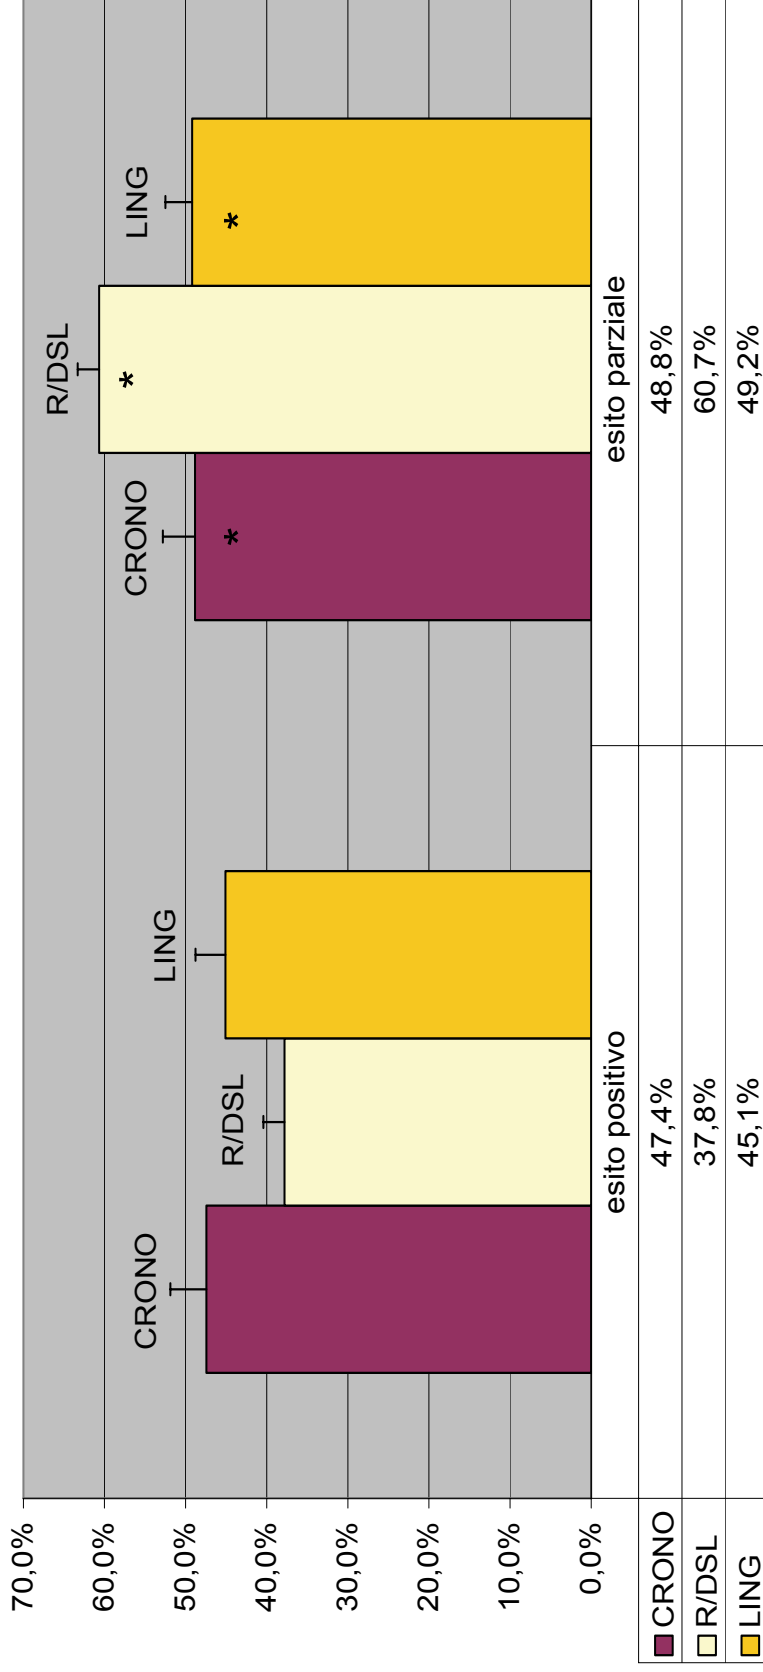 70,0%
60,0%
50,0%
40,0%
30,0%
20,0%
10,0%
0,0%
CRONO
R/DSL
LING
CRONO
R/DSL
LING
*
*
*
esito positivo esito parziale
CRONO 47,4% 48,8%
R/DSL 37,8% 60,7%
LING 45,1% 49,2%